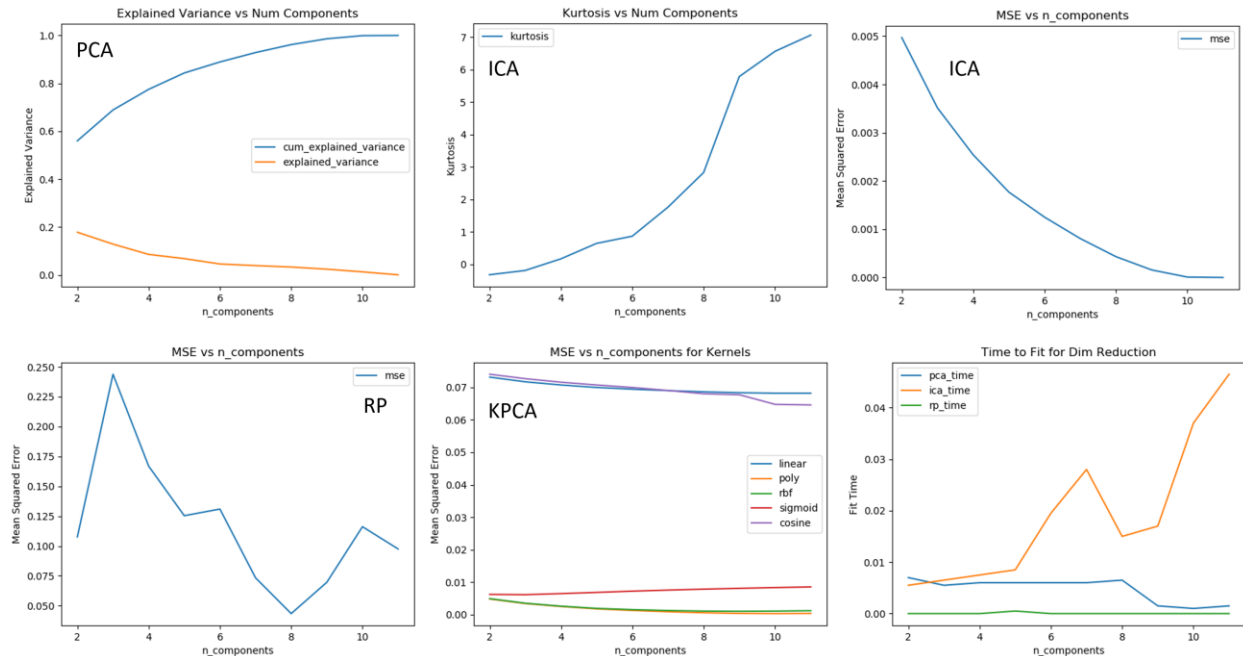 Explained Variance vs Num Components
PCA
1.0
0.8
0.6
0.4
0.2
0.0
Explained Variance
cum_explained_variance
explained_variance
2 4 6 8 10
n_components
Kurtosis vs Num Components
kurtosis
ICA
7
6
5
4
3
2
1
0
Kurtosis
2 4 6 8 10
n_components
MSE vs n_components
mse
ICA
0.005
0.004
0.003
0.002
0.001
0.000
Mean Squared Error
2 4 6 8 10
n_components
MSE vs n_components
mse
RP
0.250
0.225
0.200
0.175
0.150
0.125
0.100
0.075
0.050
Mean Squared Error
2 4 6 8 10
n_components
MSE vs n_components for Kernels
KPCA
0.07
0.06
0.05
0.04
0.03
0.02
0.01
0.00
Mean Squared Error
linear
poly
rbf
sigmoid
cosine
2 4 6 8 10
n_components
Time to Fit for Dim Reduction
pca_time
ica_time
rp_time
0.04
0.03
0.02
0.01
0.00
Fit Time
2 4 6 8 10
n_components